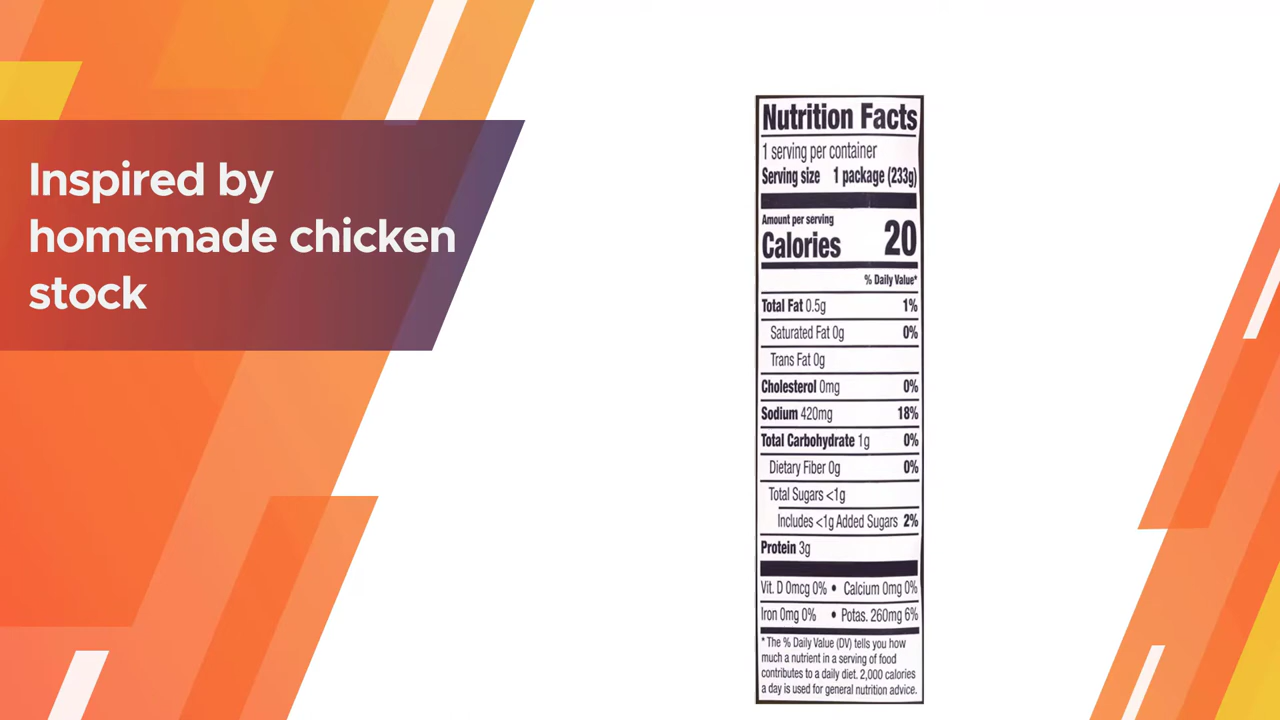 Inspired by
homemade chicken
stock
Nutrition Facts
1 serving per container
Serving size 1 package (233g)
Amount per serving
Calories 20
% Daily Value*
Total Fat 0.5g 1%
Saturated Fat 0g 0%
Trans Fat 0g
Cholesterol 0mg 0%
Sodium 420mg 18%
Total Carbohydrate 1g 0%
Dietary Fiber 0g 0%
Total Sugars <1g
Includes <1g Added Sugars 2%
Protein 3g
Vit. D 0mcg 0% • Calcium 0mg 0%
Iron 0mg 0% • Potas. 260mg 6%
* The % Daily Value (DV) tells you how
much a nutrient in a serving of food
contributes to a daily diet. 2,000 calories
a day is used for general nutrition advice.